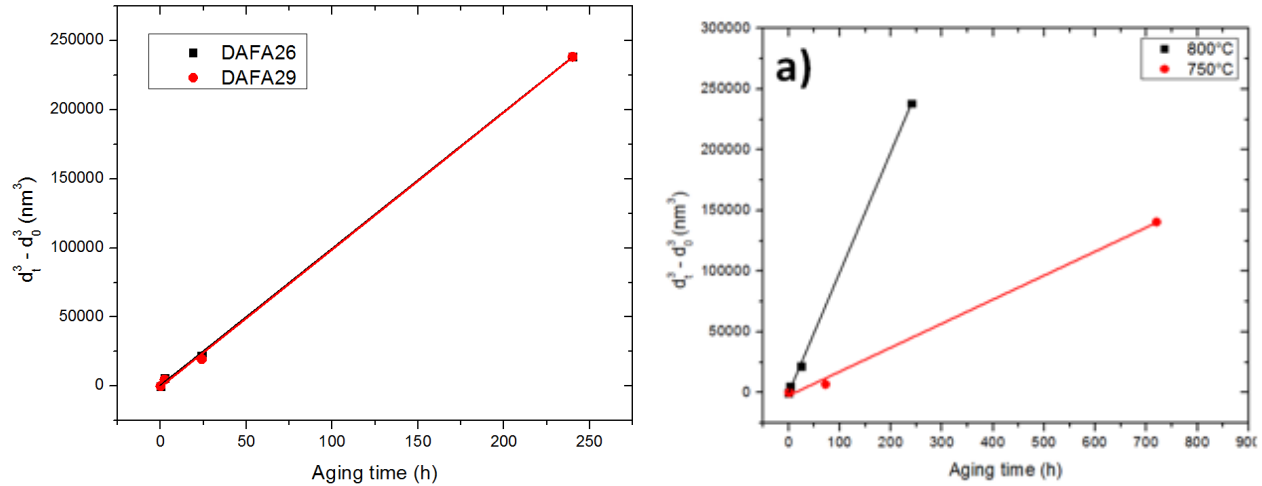 DAFA26
DAFA29
250000
200000
150000
100000
50000
0
d_t^3 - d_0^3 (nm^3)
0 50 100 150 200 250
Aging time (h)
a)
800°C
750°C
300000
250000
200000
150000
100000
50000
0
d_t^3 - d_0^3 (nm^3)
0 100 200 300 400 500 600 700 800 900
Aging time (h)